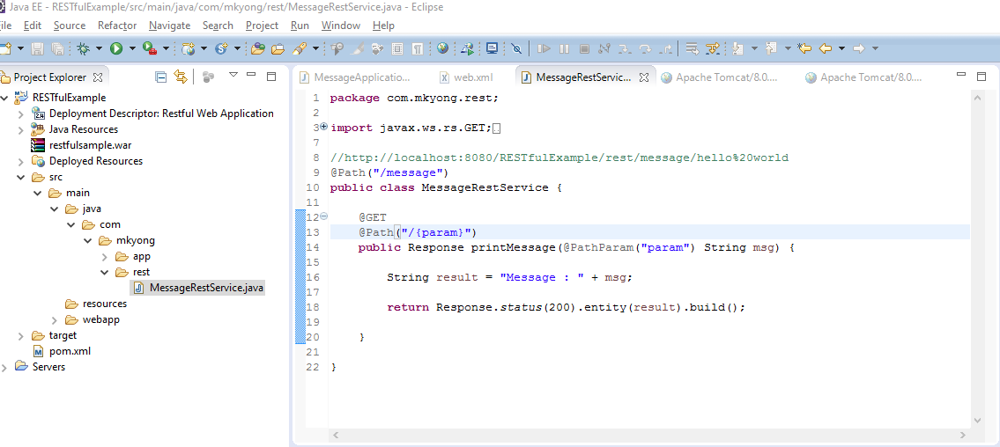 Java EE - RESTfulExample/src/main/java/com/mkyong/rest/MessageRestService.java - Eclipse
ile Edit Source Refactor Navigate Search Project Run Window Help
Project Explorer
MessageApplicatio...
web.xml
MessageRestServic...
Apache Tomcat/8.0....
Apache Tomcat/8.0....
RESTfulExample
Deployment Descriptor: Restful Web Application
Java Resources
restfulsample.war
Deployed Resources
src
main
java
com
mkyong
app
rest
MessageRestService.java
resources
webapp
target
pom.xml
Servers
1 package com.mkyong.rest;
2
3 import javax.ws.rs.GET;
7
8 //http://localhost:8080/RESTfulExample/rest/message/hello%20world
9 @Path("/message")
10 public class MessageRestService {
11
12 @GET
13 @Path("/{param}")
14 public Response printMessage(@PathParam("param") String msg) {
15
16 String result = "Message : " + msg;
17
18 return Response.status(200).entity(result).build();
19
20 }
21
22 }